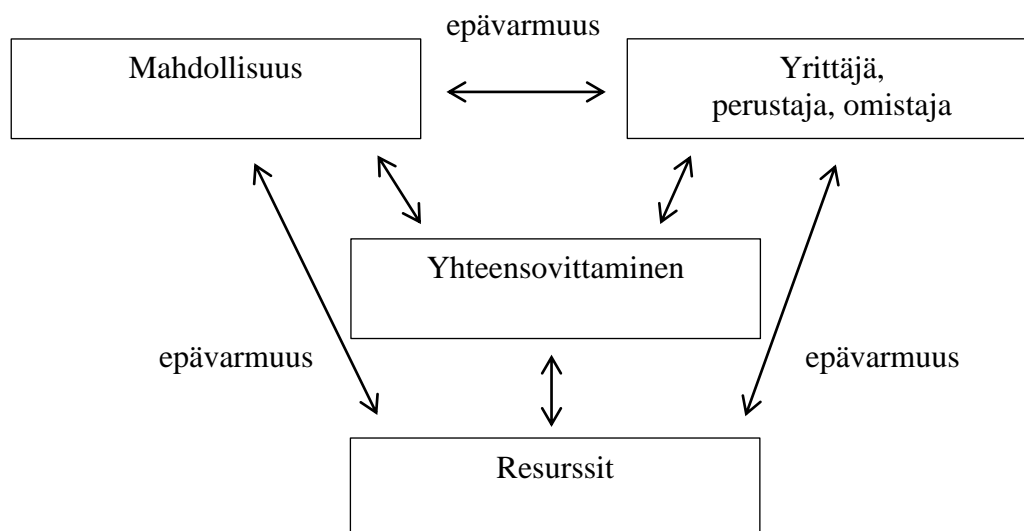 epävarmuus
Mahdollisuus
Yrittäjä,
perustaja, omistaja
Yhteensovittaminen
epävarmuus
epävarmuus
Resurssit